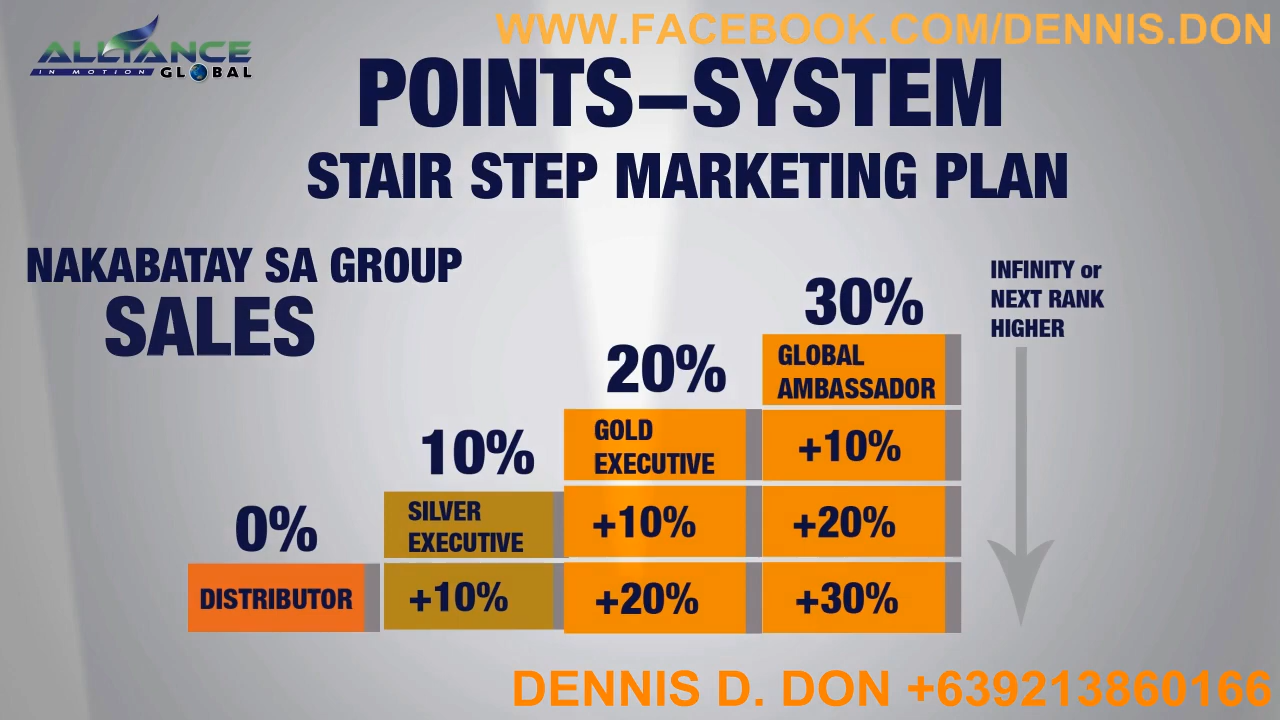 WWW.FACEBOOK.COM/DENNIS.DON
ALLIANCE
IN MOTION GLOBAL
POINTS–SYSTEM
STAIR STEP MARKETING PLAN
NAKABATAY SA GROUP
SALES
INFINITY or
NEXT RANK
HIGHER
30%
GLOBAL
AMBASSADOR
+10%
+20%
+30%
20%
GOLD
EXECUTIVE
+10%
+20%
10%
SILVER
EXECUTIVE
+10%
0%
DISTRIBUTOR
DENNIS D. DON +639213860166